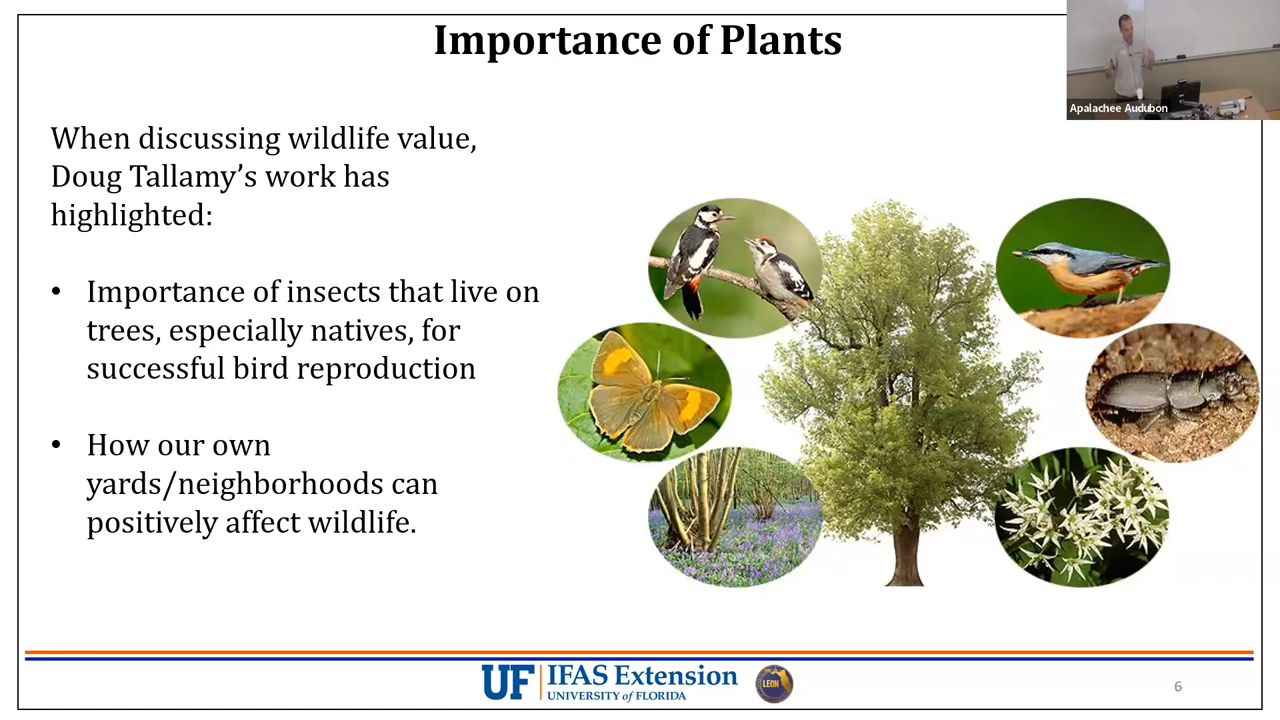 Importance of Plants
Apalachee Audubon
When discussing wildlife value,
Doug Tallamy’s work has
highlighted:
• Importance of insects that live on
trees, especially natives, for
successful bird reproduction
• How our own
yards/neighborhoods can
positively affect wildlife.
UF IFAS Extension
UNIVERSITY of FLORIDA
LEON
6